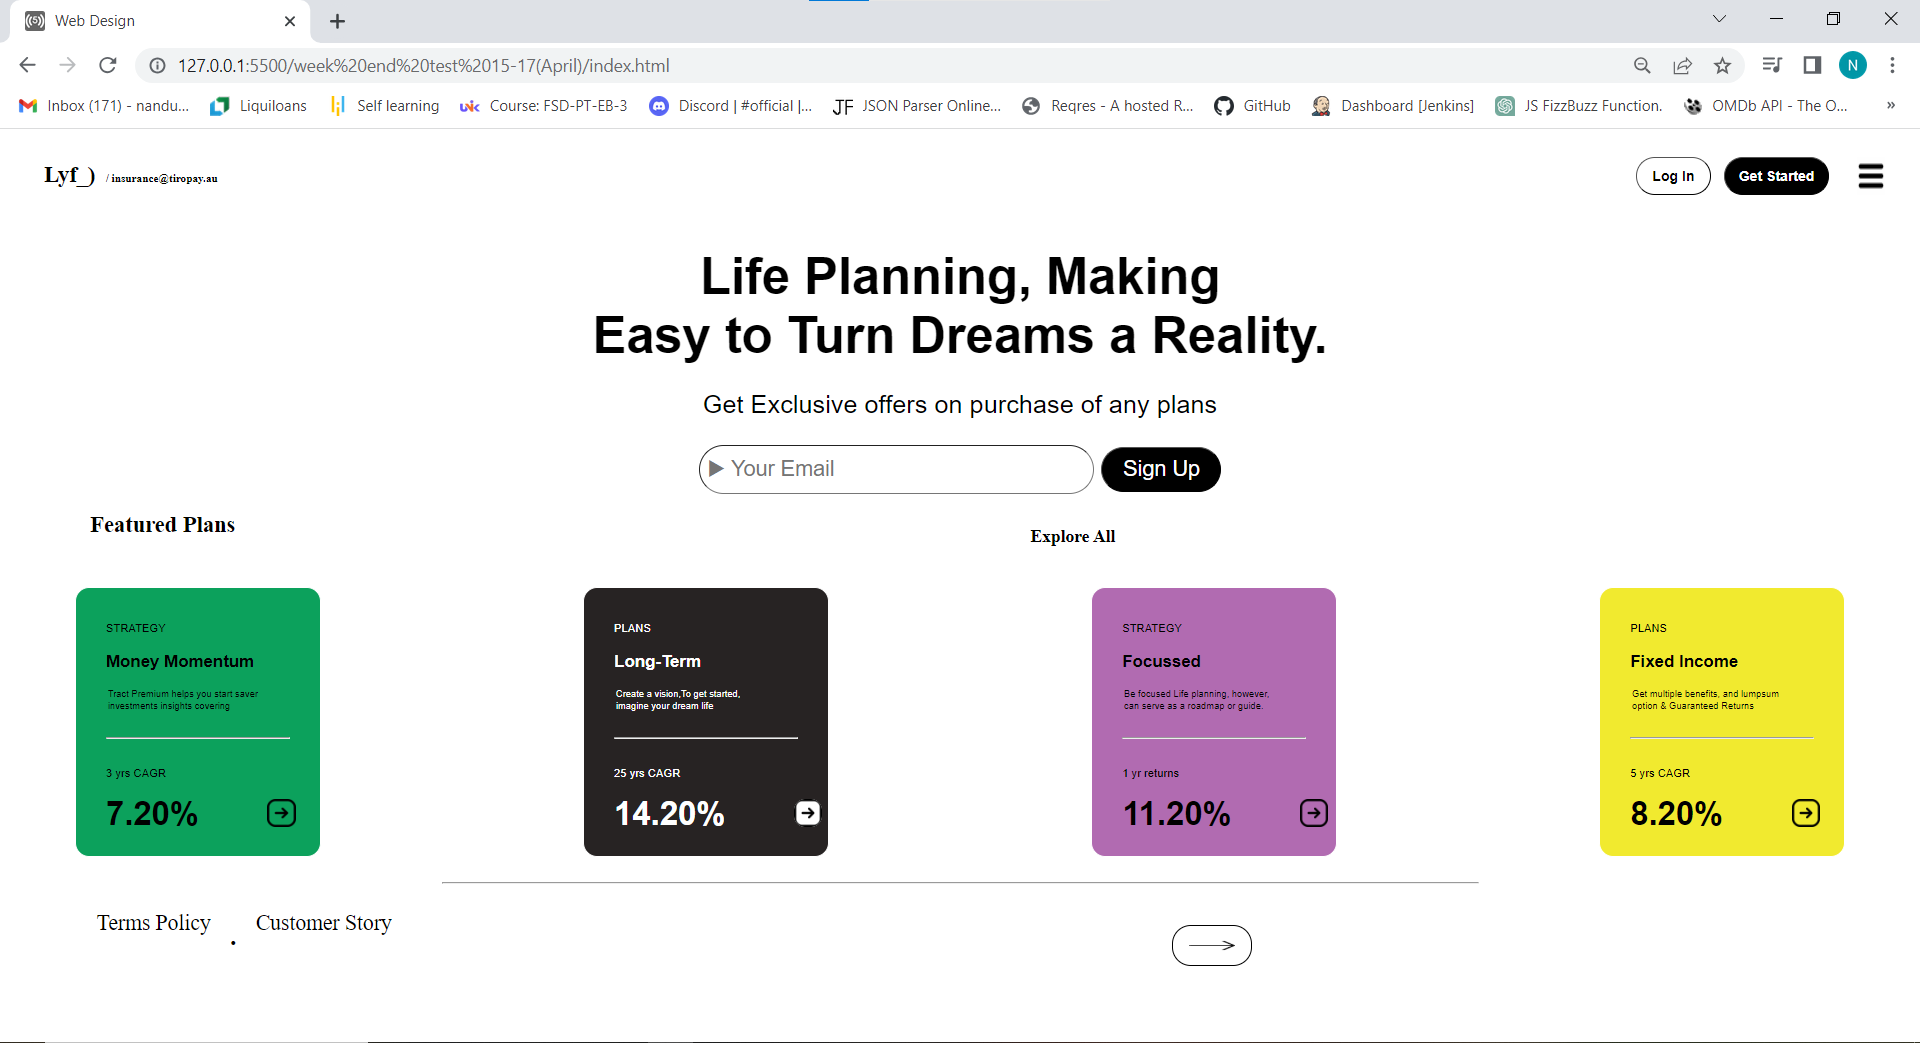 Web Design
127.0.0.1:5500/week%20end%20test%2015-17(April)/index.html
N
Inbox (171) - nandu...
Liquiloans
Self learning
Course: FSD-PT-EB-3
Discord | #official |...
JF JSON Parser Online...
Reqres - A hosted R...
GitHub
Dashboard [Jenkins]
JS FizzBuzz Function.
OMDb API - The O...
»
Lyf_) / insurance@tiropay.au
Log In
Get Started
Life Planning, Making
Easy to Turn Dreams a Reality.
Get Exclusive offers on purchase of any plans
Your Email
Sign Up
Featured Plans
Explore All
STRATEGY
Money Momentum
Tract Premium helps you start saver
investments insights covering
3 yrs CAGR
7.20%
PLANS
Long-Term
Create a vision,To get started,
imagine your dream life
25 yrs CAGR
14.20%
STRATEGY
Focussed
Be focused Life planning, however,
can serve as a roadmap or guide.
1 yr returns
11.20%
PLANS
Fixed Income
Get multiple benefits, and lumpsum
option & Guaranteed Returns
5 yrs CAGR
8.20%
Terms Policy . Customer Story